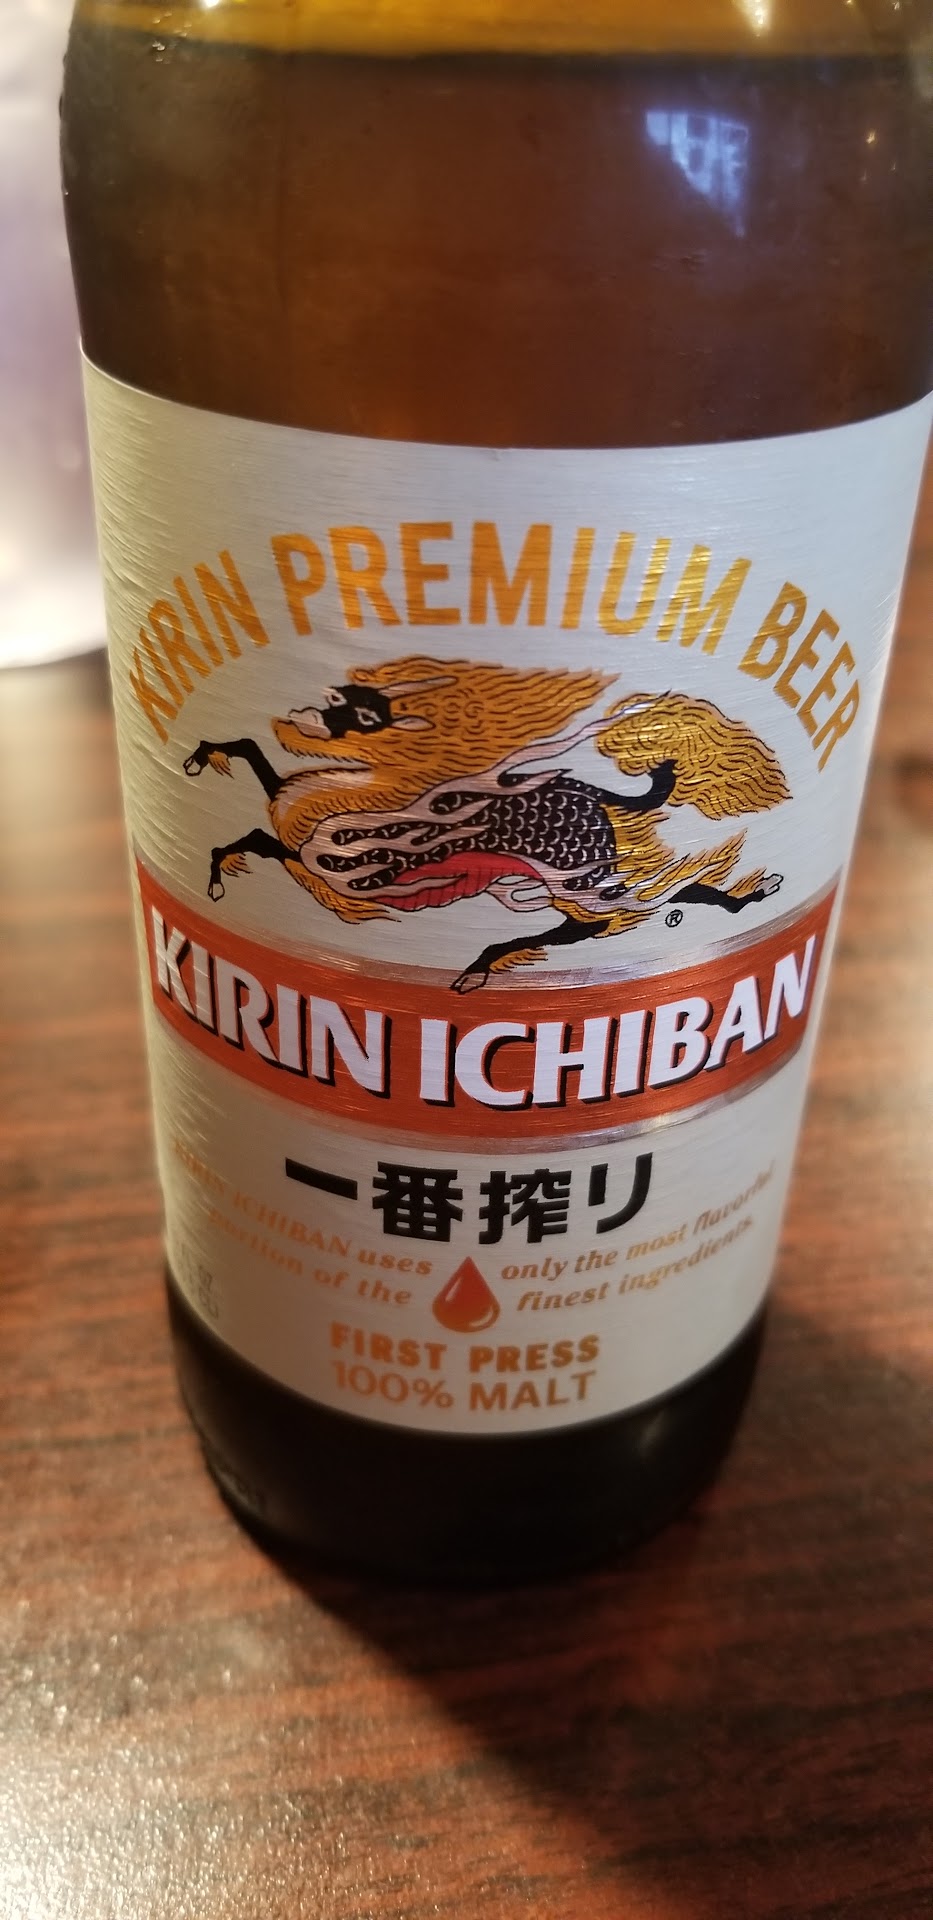 KIRIN PREMIUM BEER
®
KIRIN ICHIBAN
一番搾り
KIRIN ICHIBAN uses only the most flavorful
portion of the finest ingredients.
FIRST PRESS
100% MALT